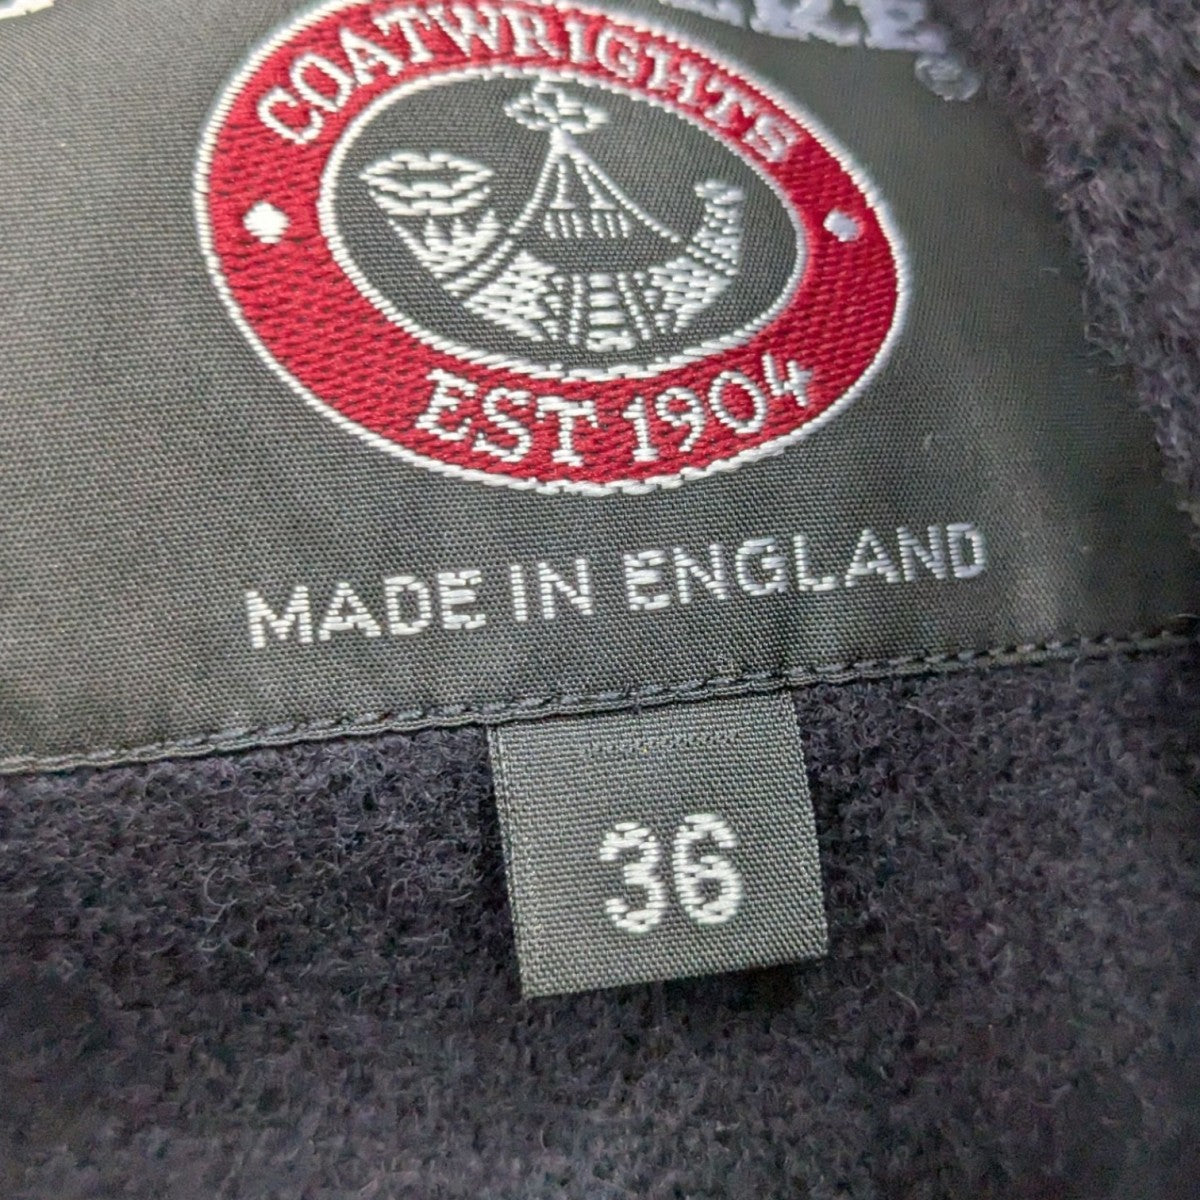 COATWRIGHTS
EST 1904
MADE IN ENGLAND
36